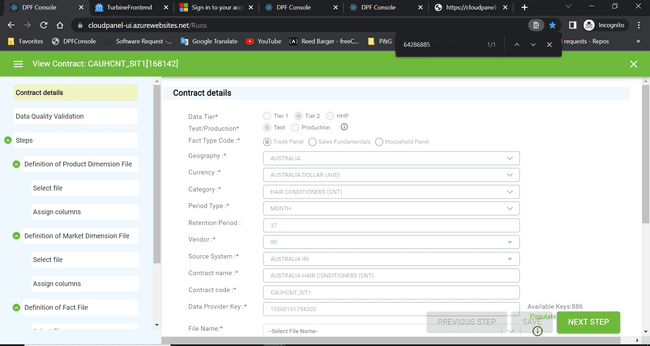 DPF Console
TurbineFrontend
Sign in to your acc
DPF Console
DPF Console
https://cloudpanel-
cloudpanel-ui.azurewebsites.net/Runs
Incognito
Favorites
DPFConsole
Software Request -...
Google Translate
YouTube
Reed Barger - freeC...
P&G
requests - Repos
64286885
1/1
View Contract: CAUHCNT_SIT1[168142]
Contract details
Data Quality Validation
Steps
Definition of Product Dimension File
Select file
Assign columns
Definition of Market Dimension File
Select file
Assign columns
Definition of Fact File
Contract details
Data Tier* Tier 1 Tier 2 HHP
Test/Production* Test Production
Fact Type Code :* Trade Panel Sales Fundamentals Household Panel
Geography :* AUSTRALIA
Currency :* AUSTRALIA DOLLAR (AUD)
Category :* HAIR CONDITIONERS (CNT)
Period Type :* MONTH
Retention Period : 37
Vendor :* IRI
Source System :* AUSTRALIA IRI
Contract name :* AUSTRALIA HAIR CONDITIONERS (CNT)
Contract code :* CAUHCNT_SIT1
Data Provider Key :* 10000101754303
Available Keys:886
Populate
File Name:* --Select File Name--
PREVIOUS STEP
SAVE
NEXT STEP